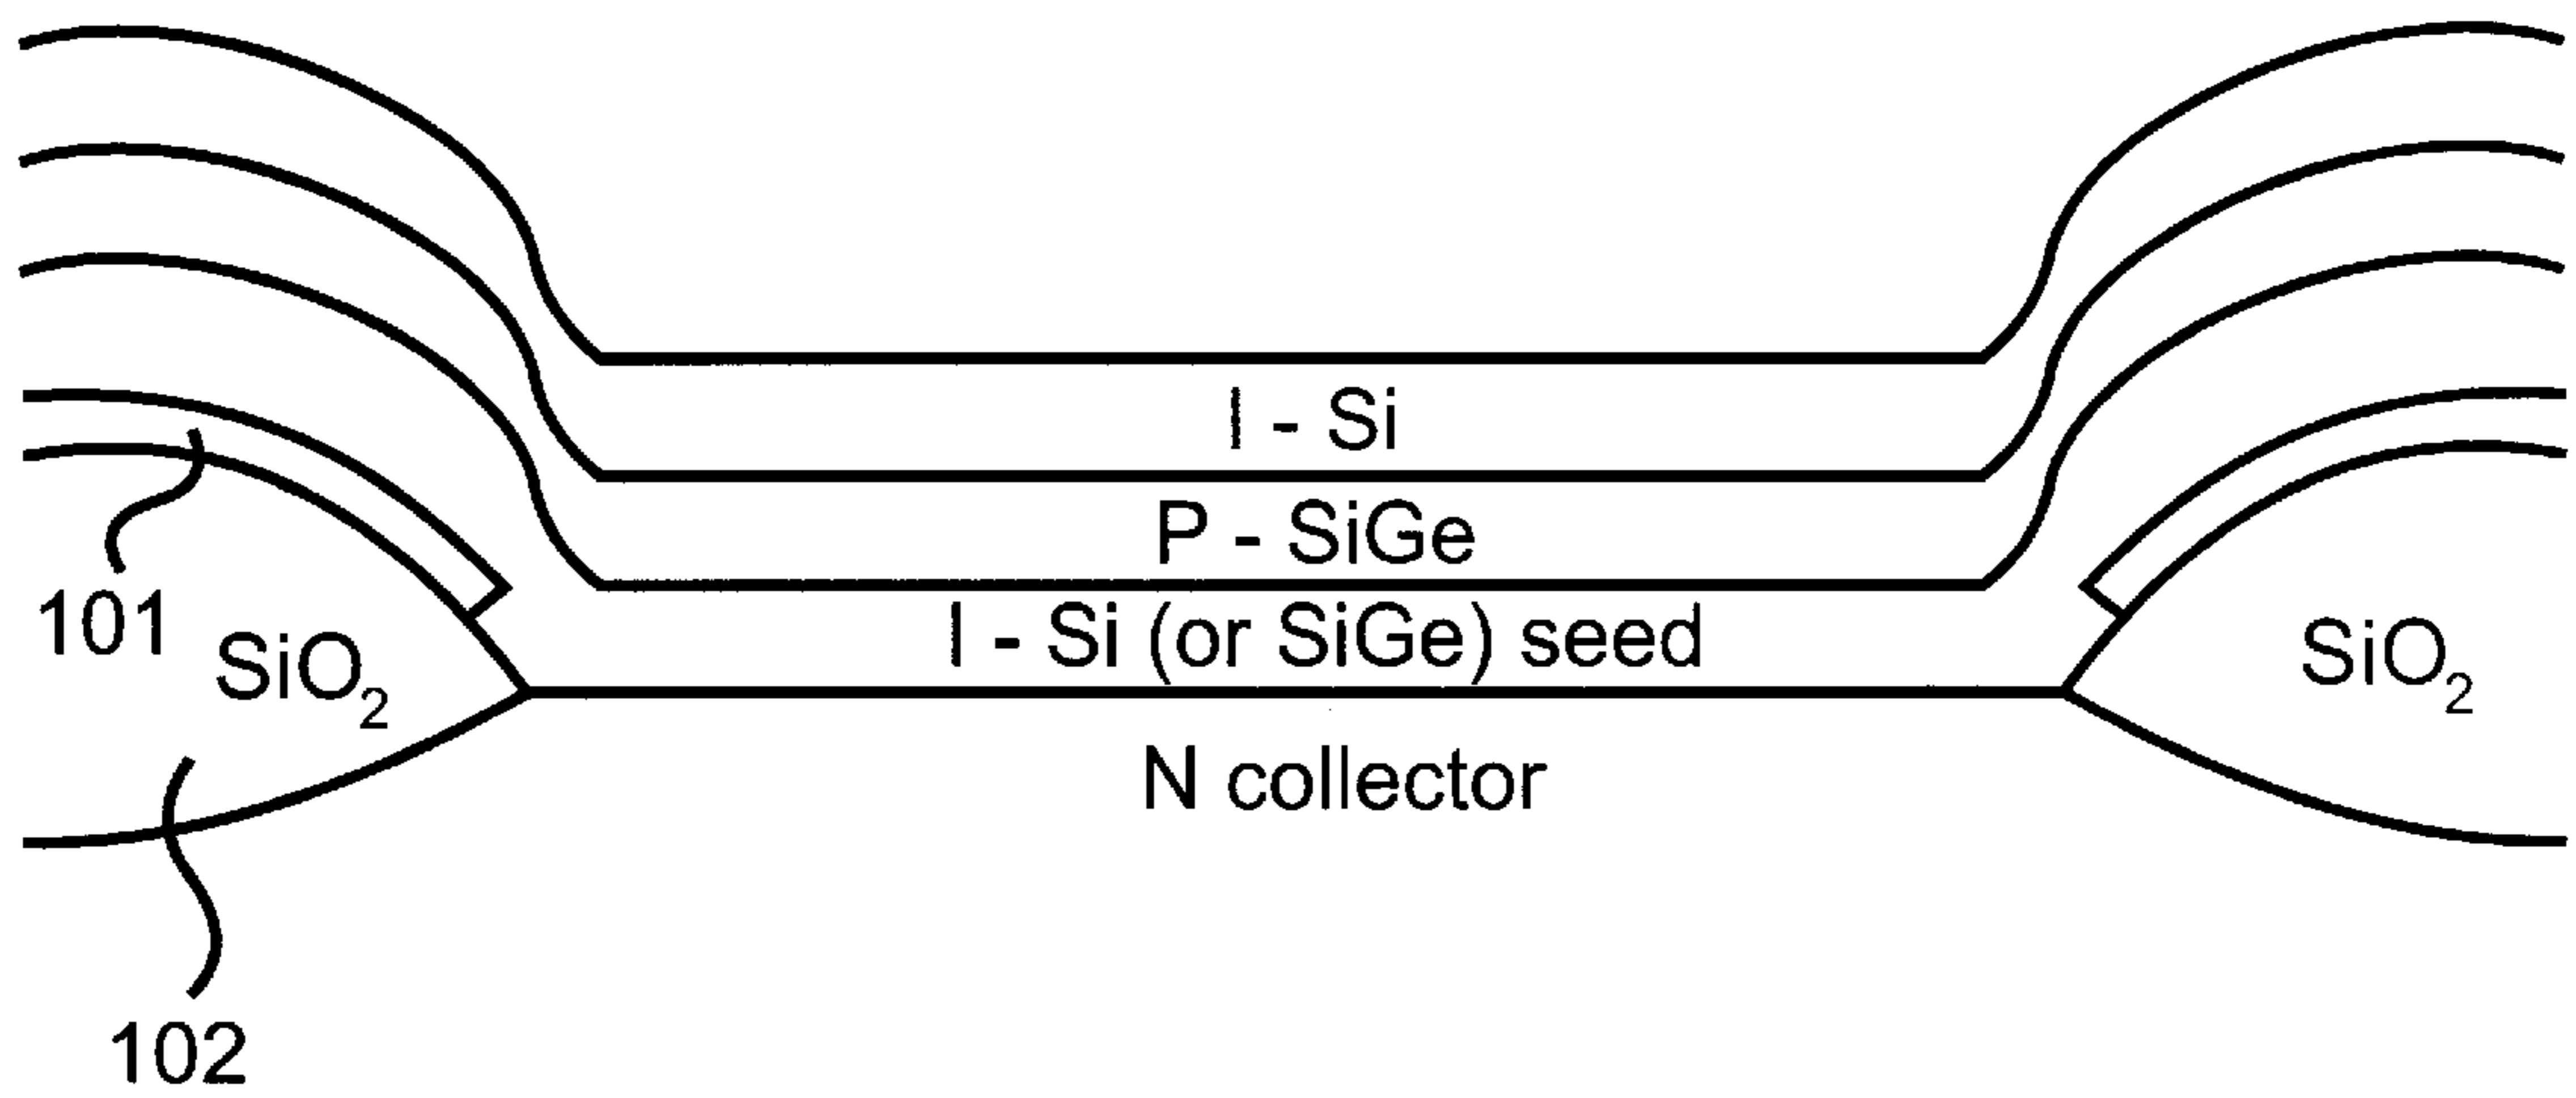 I - Si
P - SiGe
I - Si (or SiGe) seed
101
SiO₂
SiO₂
N collector
102